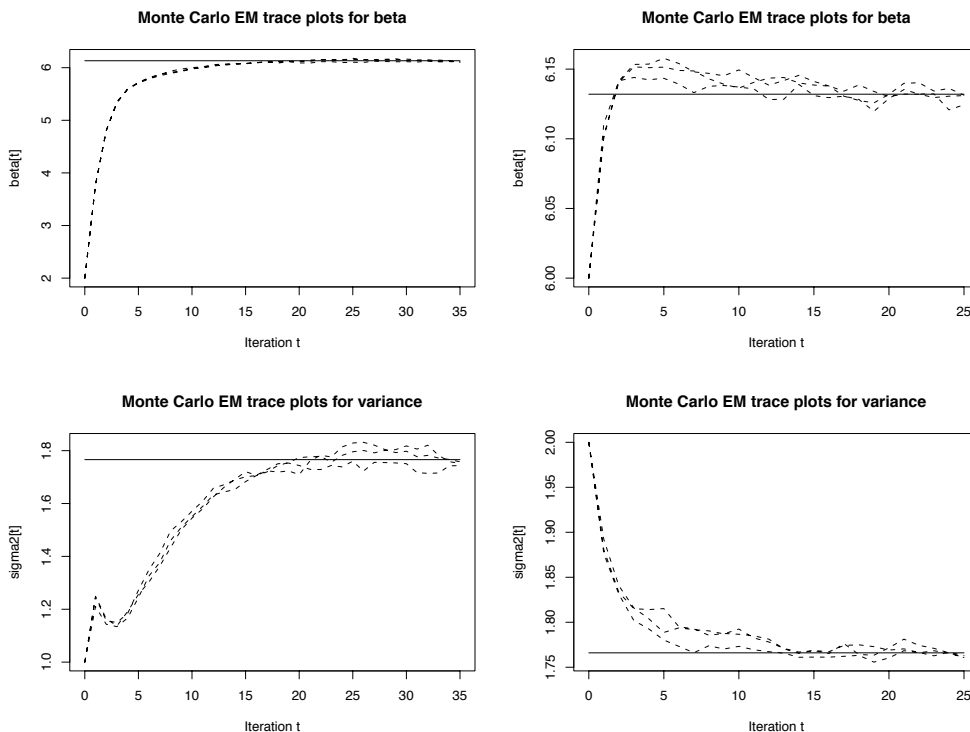 Monte Carlo EM trace plots for beta
beta[t]
6
5
4
3
2
0 5 10 15 20 25 30 35
Iteration t
Monte Carlo EM trace plots for beta
beta[t]
6.15
6.10
6.05
6.00
0 5 10 15 20 25
Iteration t
Monte Carlo EM trace plots for variance
sigma2[t]
1.8
1.6
1.4
1.2
1.0
0 5 10 15 20 25 30 35
Iteration t
Monte Carlo EM trace plots for variance
sigma2[t]
2.00
1.95
1.90
1.85
1.80
1.75
0 5 10 15 20 25
Iteration t